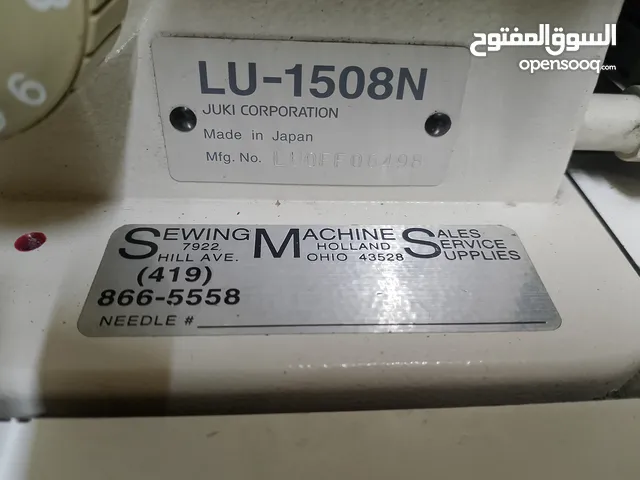 السوق المفتوح
opensooq.com
LU-1508N
JUKI CORPORATION
Made in Japan
Mfg. No.
SEWING MACHINE SALES SERVICE SUPPLIES
7922 HILL AVE. HOLLAND OHIO 43528
(419)
866-5558
NEEDLE #